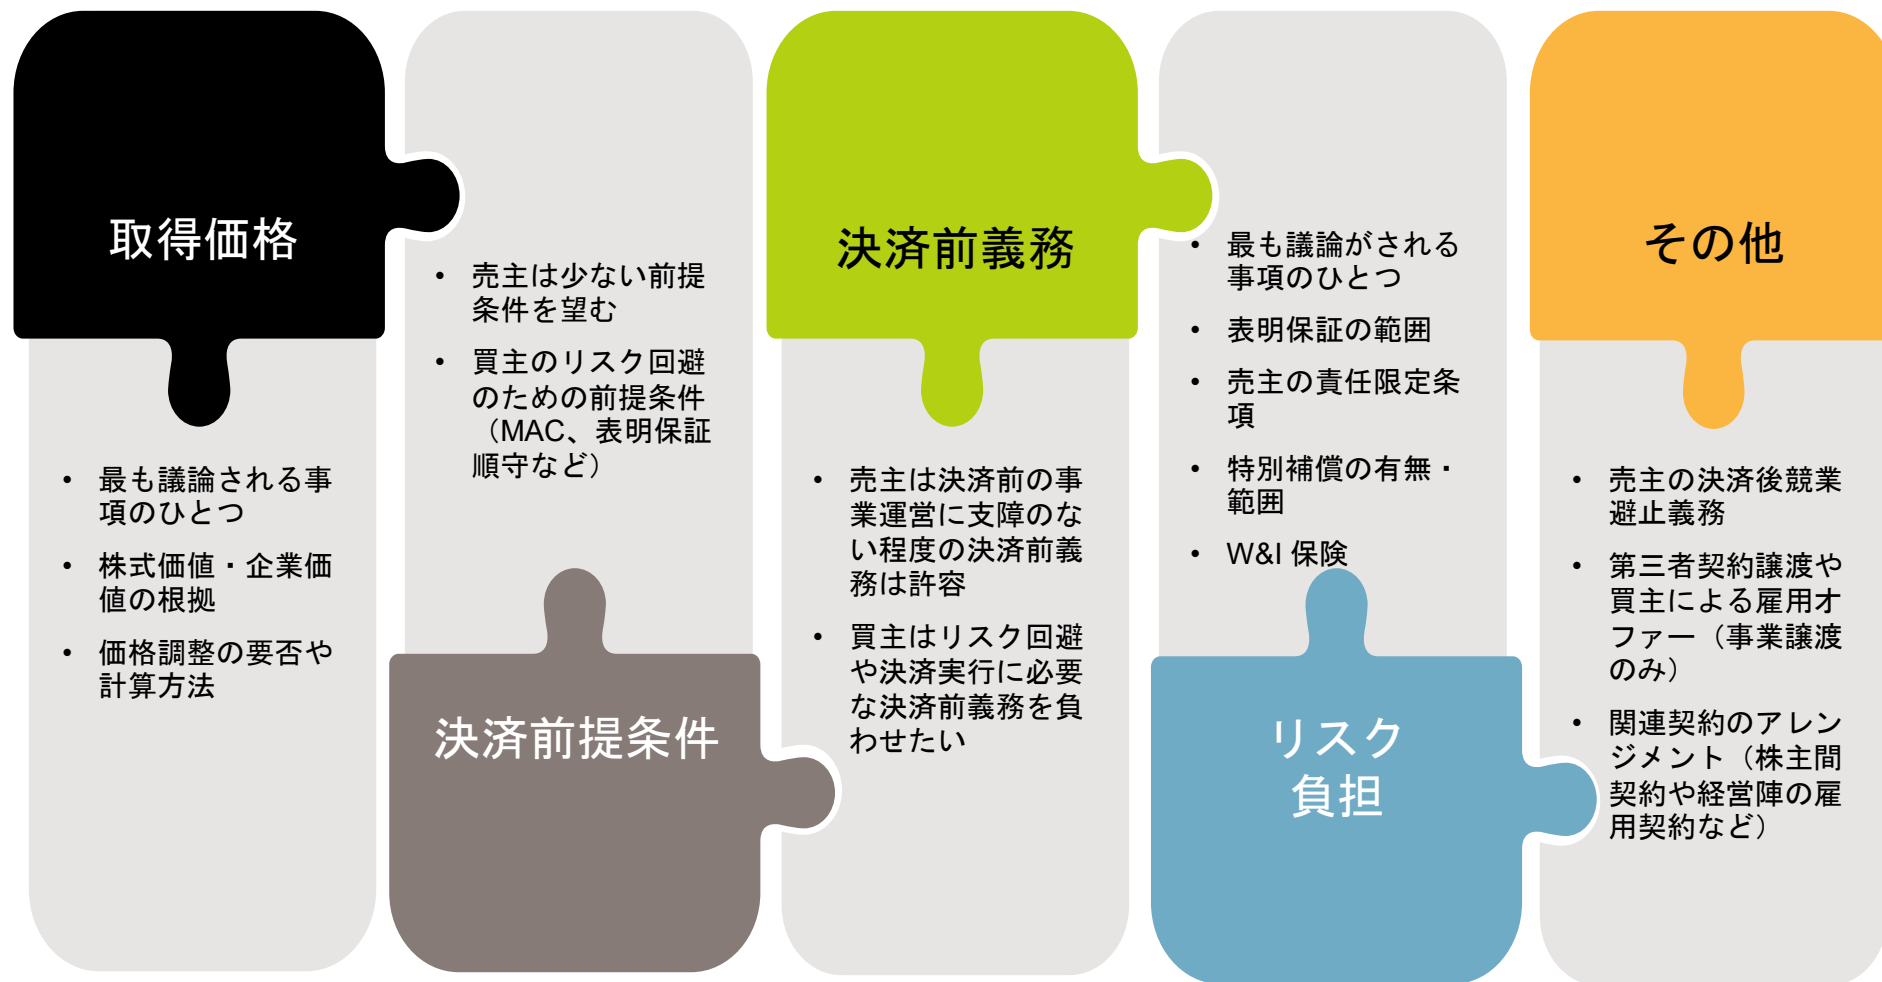 取得価格
• 最も議論される事
項のひとつ
• 株式価値・企業価
値の根拠
• 価格調整の要否や
計算方法
• 売主は少ない前提
条件を望む
• 買主のリスク回避
のための前提条件
（MAC、表明保証
順守など）
決済前提条件
決済前義務
• 売主は決済前の事
業運営に支障のな
い程度の決済前義
務は許容
• 買主はリスク回避
や決済実行に必要
な決済前義務を負
わせたい
• 最も議論がされる
事項のひとつ
• 表明保証の範囲
• 売主の責任限定条
項
• 特別補償の有無・
範囲
• W&I 保険
リスク
負担
その他
• 売主の決済後競業
避止義務
• 第三者契約譲渡や
買主による雇用オ
ファー（事業譲渡
のみ）
• 関連契約のアレン
ジメント（株主間
契約や経営陣の雇
用契約など）